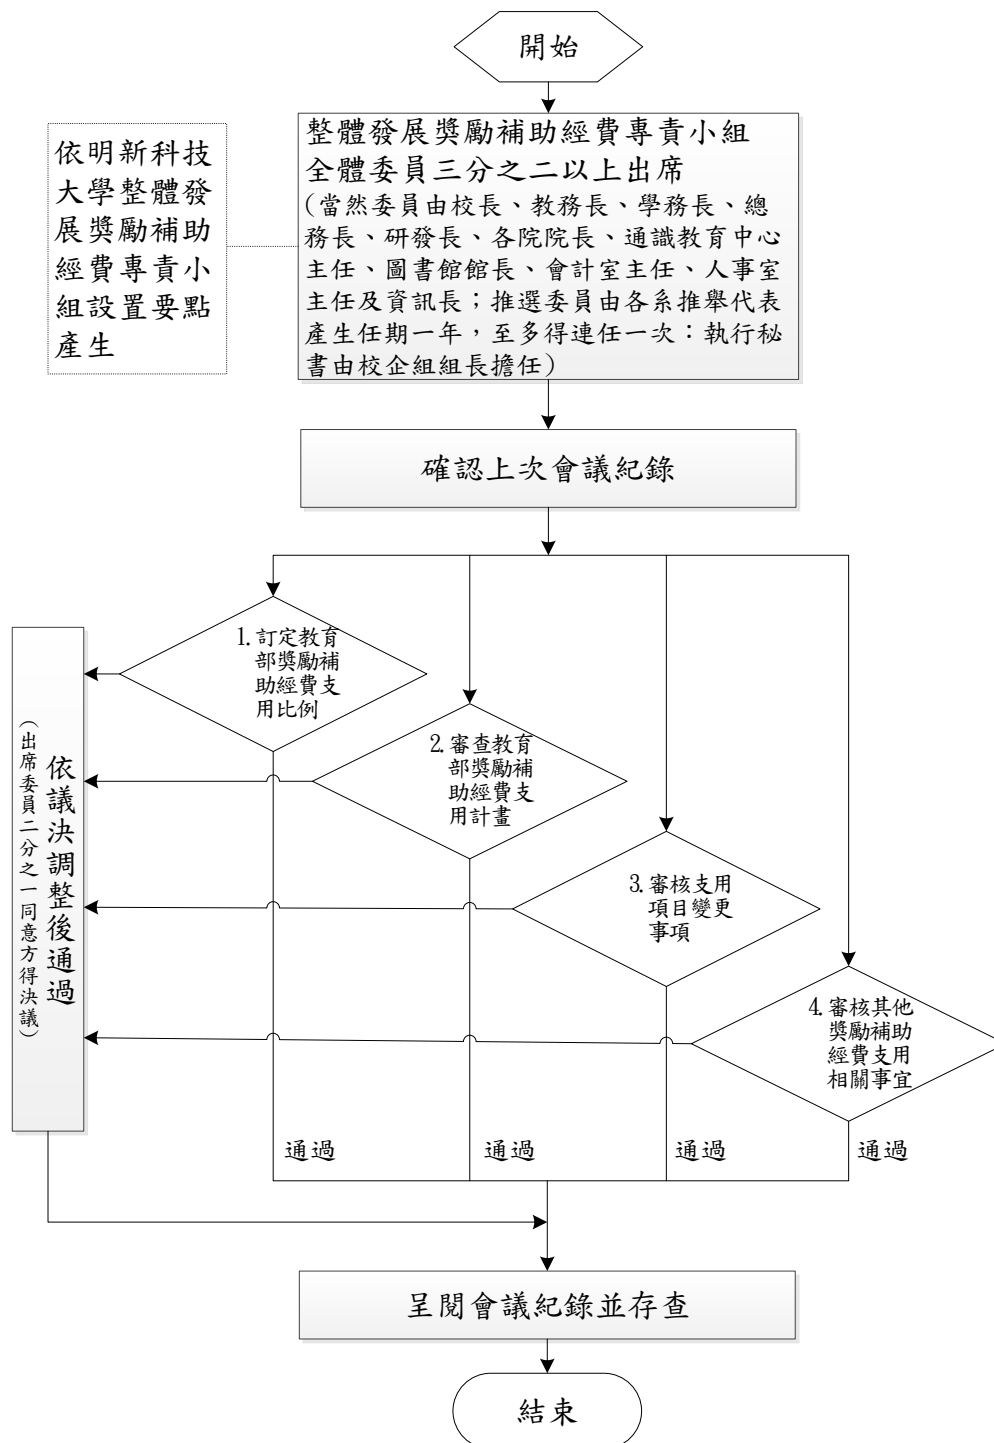 開始
依明新科技
大學整體發
展獎勵補助
經費專責小
組設置要點
產生
整體發展獎勵補助經費專責小組
全體委員三分之二以上出席
(當然委員由校長、教務長、學務長、總
務長、研發長、各院院長、通識教育中心
主任、圖書館館長、會計室主任、人事室
主任及資訊長；推選委員由各系推舉代表
產生任期一年，至多得連任一次：執行秘
書由校企組組長擔任)
確認上次會議紀錄
1.訂定教育
部獎勵補
助經費支
用比例
2.審查教育
部獎勵補
助經費支
用計畫
3.審核支用
項目變更
事項
4.審核其他
獎勵補助
經費支用
相關事宜
依議決調整後通過
(出席委員二分之一同意方得決議)
通過
通過
通過
通過
呈閱會議紀錄並存查
結束